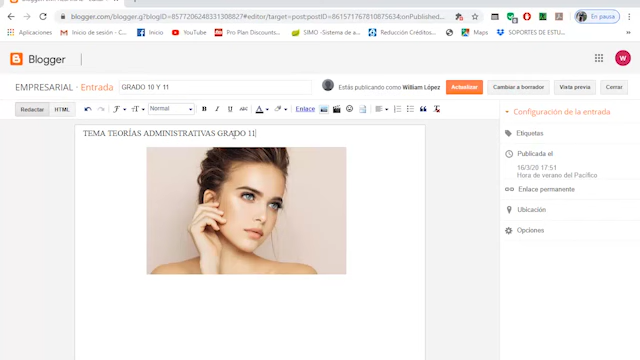 blogger.com/blogger.g?blogID=8577206248331308827#editor/target=post;postID=8615717678108756​34;onPublished...
En pausa
Aplicaciones
Inicio de sesión - C...
Inicio
YouTube
Pro Plan Discounts...
SIMO -Sistema de a...
Reducción Créditos...
Maps
Netbeans
SOPORTES DE ESTU...
Blogger
W
EMPRESARIAL · Entrada
GRADO 10 Y 11
Estás publicando como William López
Actualizar
Cambiar a borrador
Vista previa
Cerrar
Redactar
HTML
Normal
B I U ABC
A
Enlace
Configuración de la entrada
TEMA TEORÍAS ADMINISTRATIVAS GRADO 11
Etiquetas
Publicada el
16/3/20 17:51
Hora de verano del Pacífico
Enlace permanente
Ubicación
Opciones